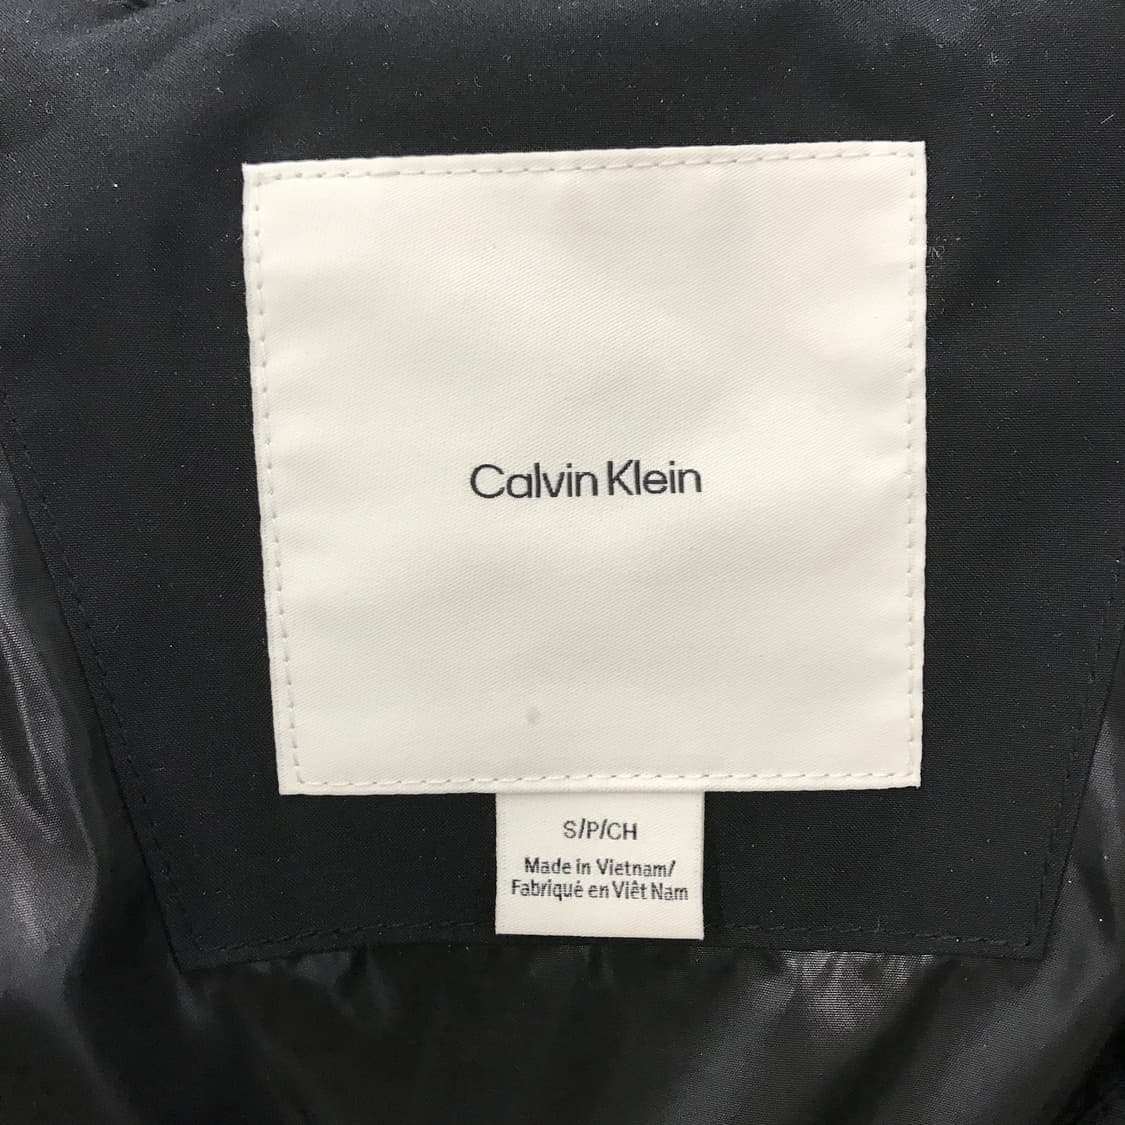 Calvin Klein
S/P/CH
Made in Vietnam/
Fabriqué en Viêt Nam